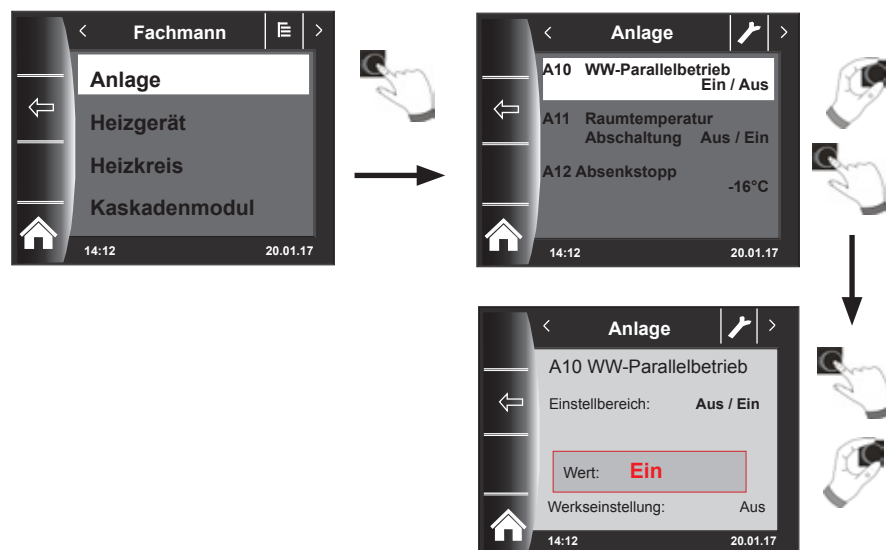 Fachmann
Anlage
Heizgerät
Heizkreis
Kaskadenmodul
14:12 20.01.17
Anlage
A10 WW-Parallelbetrieb
Ein / Aus
A11 Raumtemperatur
Abschaltung Aus / Ein
A12 Absenkstopp
-16°C
14:12 20.01.17
Anlage
A10 WW-Parallelbetrieb
Einstellbereich: Aus / Ein
Wert: Ein
Werkseinstellung: Aus
14:12 20.01.17